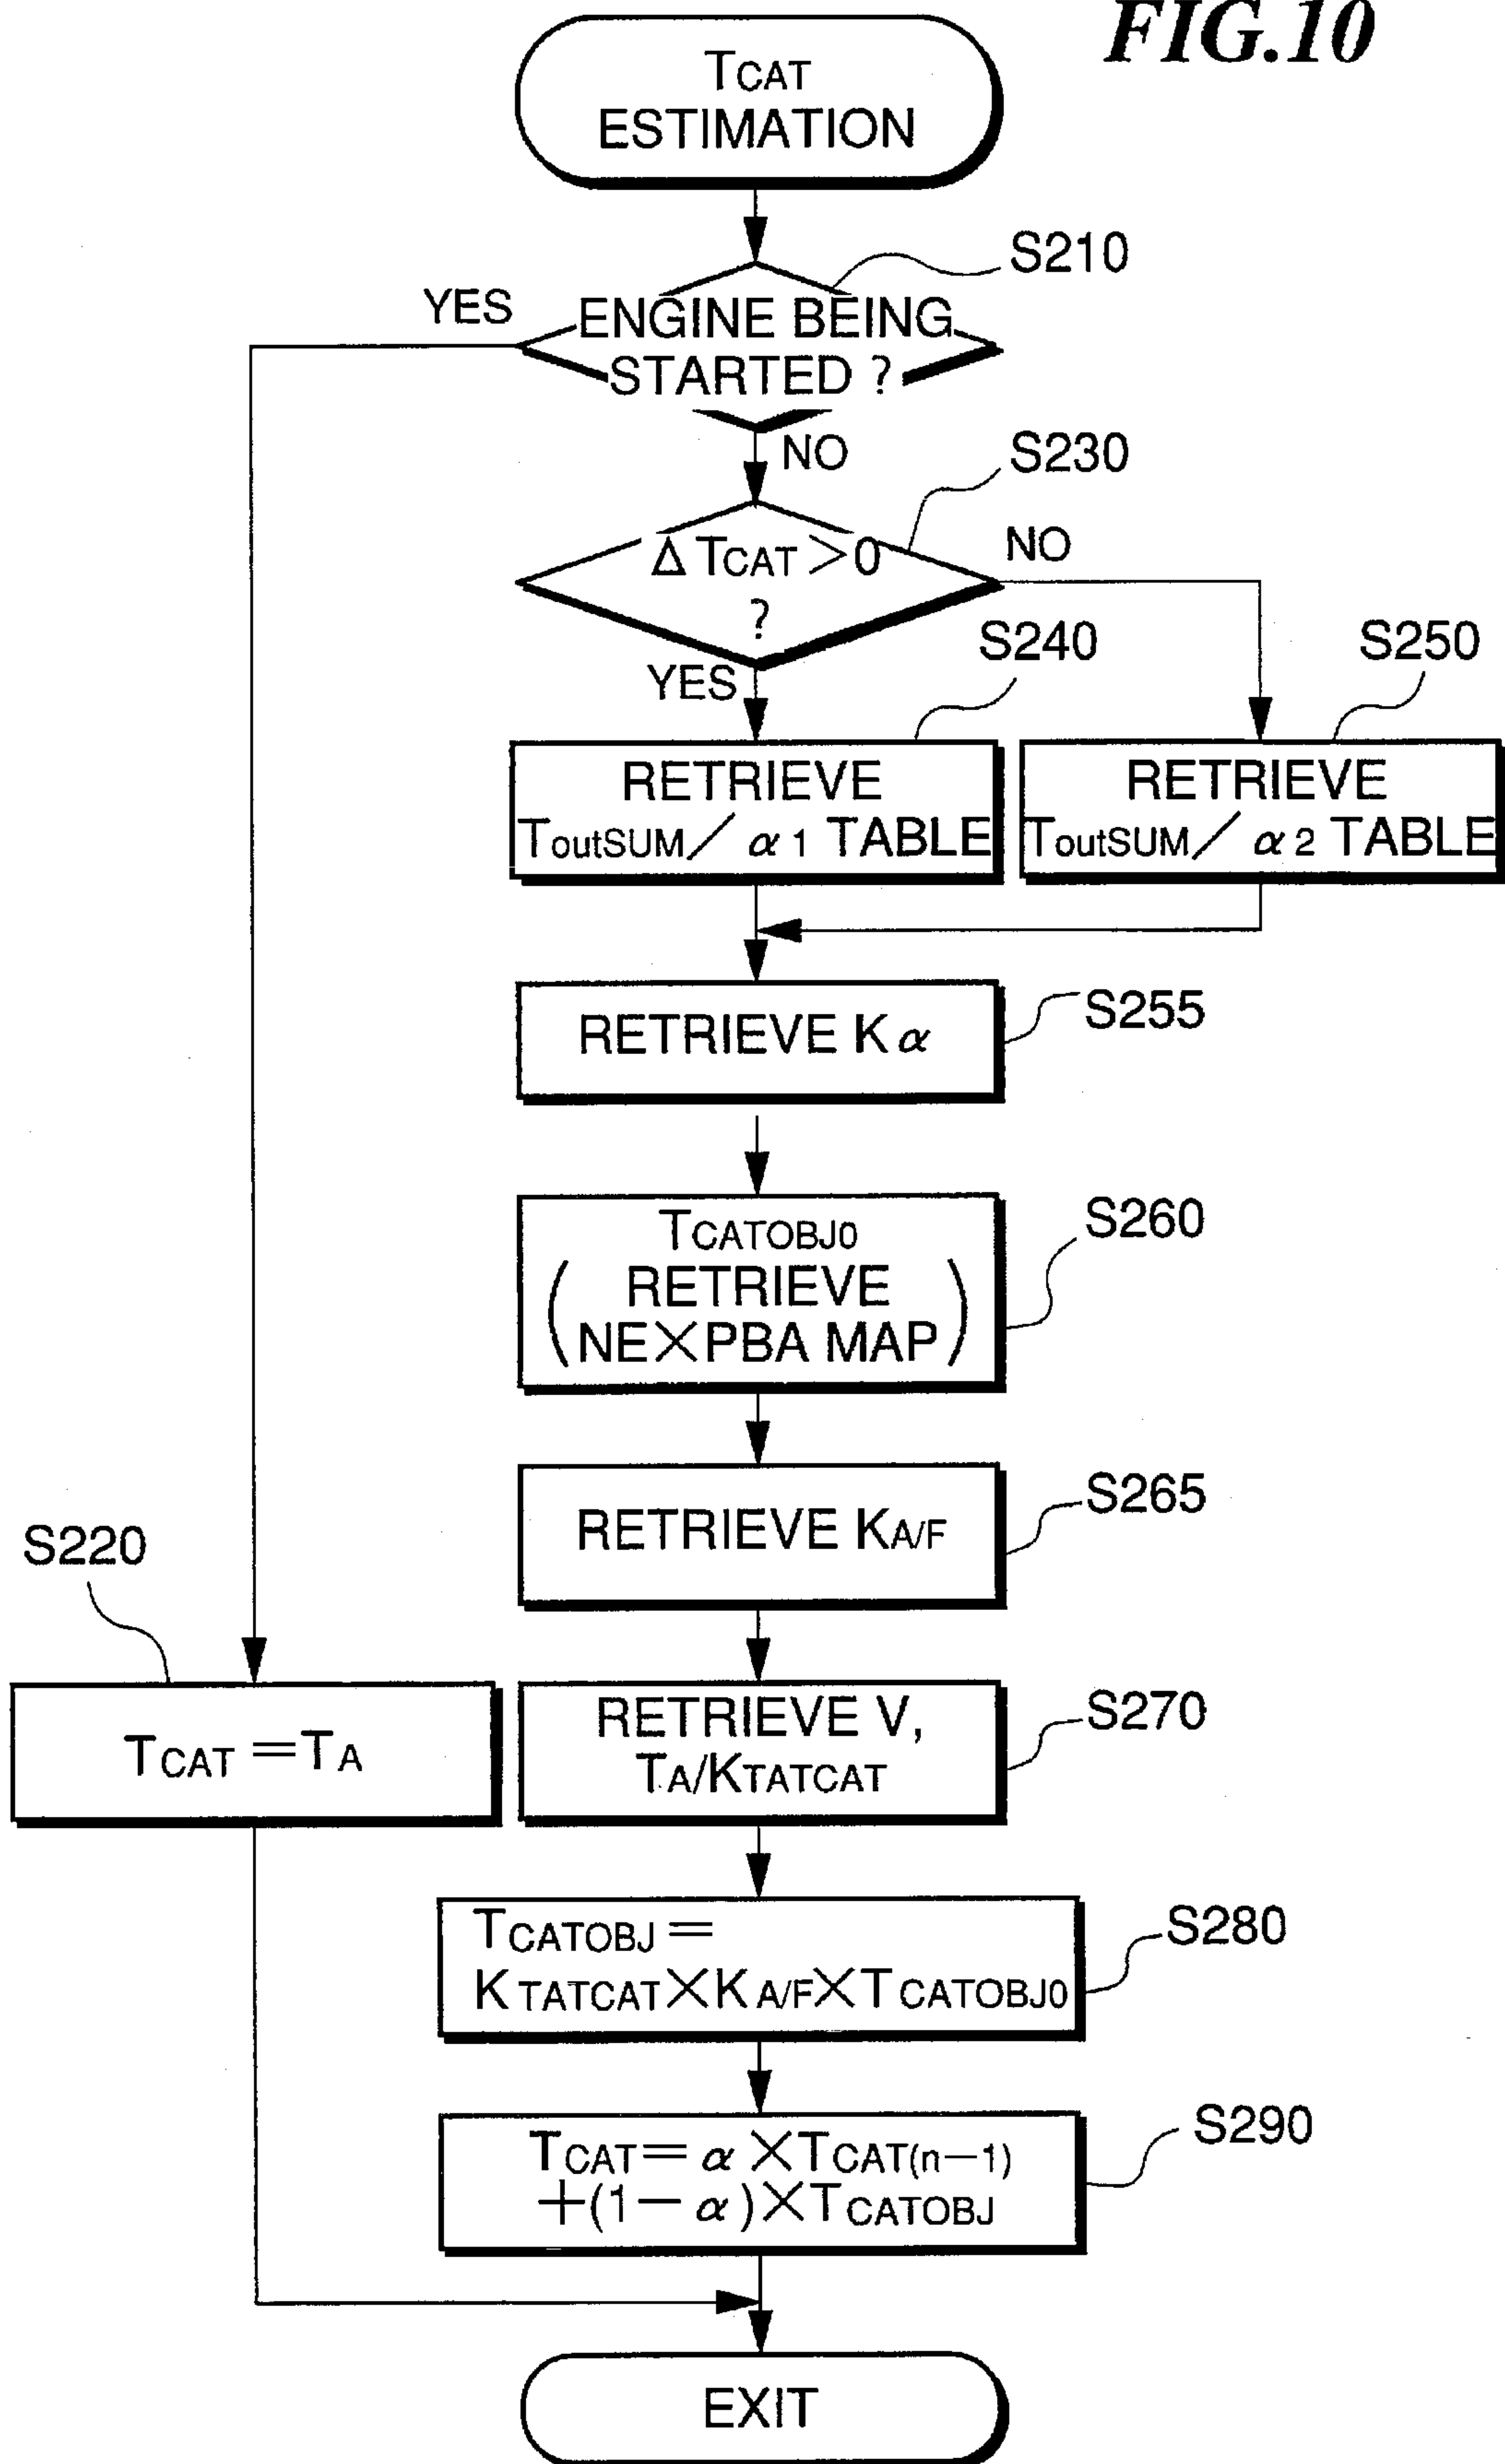 FIG.10
TCAT
ESTIMATION
S210
YES
ENGINE BEING
STARTED ?
NO
S230
Δ TCAT >0
?
NO
YES
S240
S250
RETRIEVE
ToutSUM/ α1 TABLE
RETRIEVE
ToutSUM/ α2 TABLE
RETRIEVE Kα
S255
TCATOBJ0
( RETRIEVE
NE×PBA MAP )
S260
RETRIEVE KA/F
S265
S220
TCAT =TA
RETRIEVE V,
TA/KTATCAT
S270
TCATOBJ =
KTATCAT×KA/F×TCATOBJ0
S280
TCAT= α ×TCAT(n-1)
+(1- α )×TCATOBJ
S290
EXIT